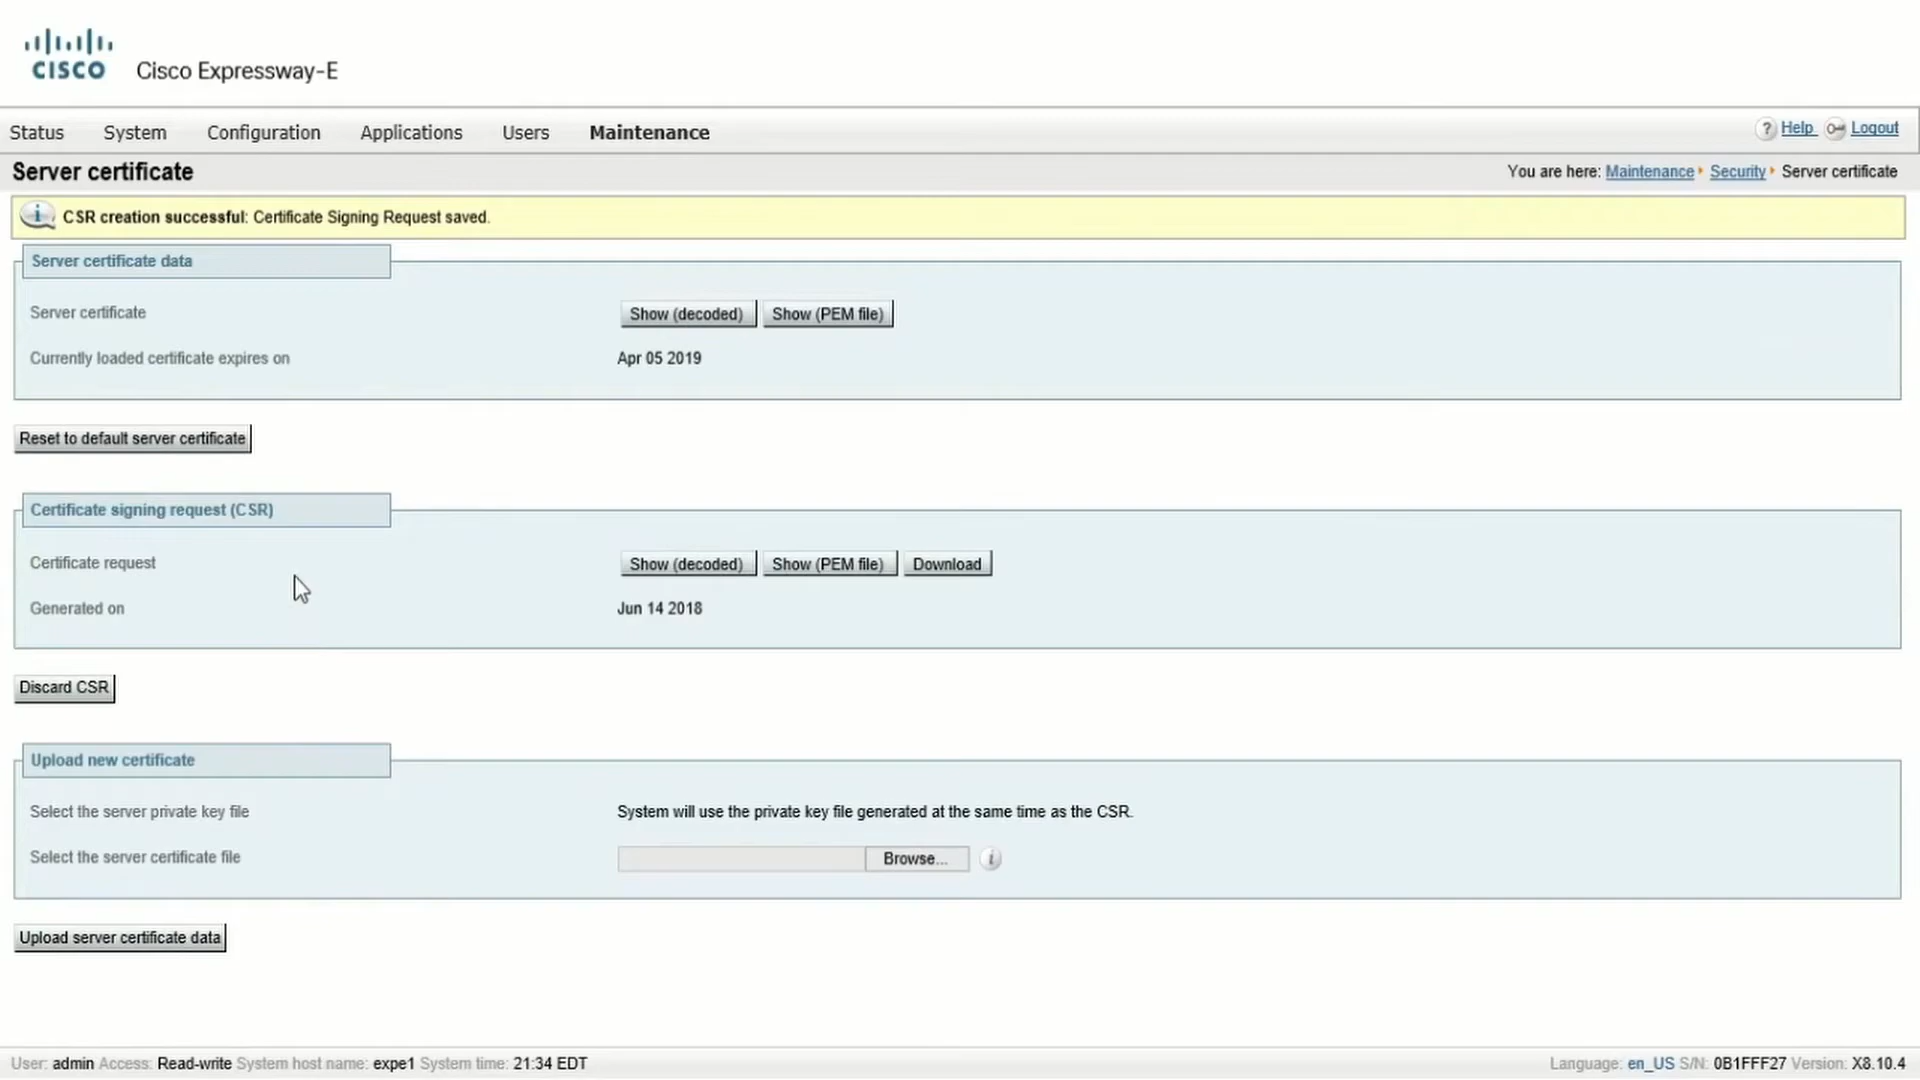 CISCO Cisco Expressway-E
Status System Configuration Applications Users Maintenance ? Help Logout
Server certificate You are here: Maintenance Security Server certificate
i CSR creation successful: Certificate Signing Request saved.
Server certificate data
Server certificate Show (decoded) Show (PEM file)
Currently loaded certificate expires on Apr 05 2019
Reset to default server certificate
Certificate signing request (CSR)
Certificate request Show (decoded) Show (PEM file) Download
Generated on Jun 14 2018
Discard CSR
Upload new certificate
Select the server private key file System will use the private key file generated at the same time as the CSR.
Select the server certificate file Browse... i
Upload server certificate data
User: admin Access: Read-write System host name: expe1 System time: 21:34 EDT Language: en_US S/N: 0B1FFF27 Version: X8.10.4